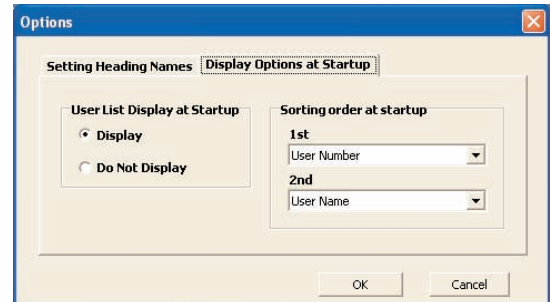 Options
Setting Heading Names Display Options at Startup
User List Display at Startup
Display
Do Not Display
Sorting order at startup
1st
User Number
2nd
User Name
OK Cancel